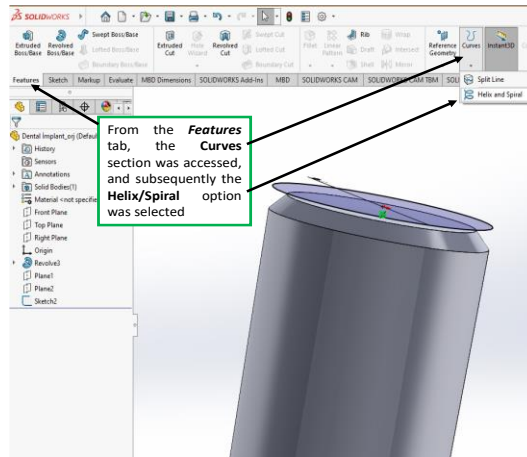 SOLIDWORKS
Extruded Boss/Base
Revolved Boss/Base
Swept Boss/Base
Lofted Boss/Base
Boundary Boss/Base
Extruded Cut
Hole Wizard
Revolved Cut
Swept Cut
Lofted Cut
Boundary Cut
Fillet
Linear Pattern
Rib
Draft
Shell
Wrap
Intersect
Mirror
Reference Geometry
Curves
Instant3D
Features
Sketch
Markup
Evaluate
MBD Dimensions
SOLIDWORKS Add-Ins
MBD
SOLIDWORKS CAM
SOLIDWORKS CAM TBM
Split Line
Helix and Spiral
From the Features
tab, the Curves
section was accessed,
and subsequently the
Helix/Spiral option
was selected
Dental Implant_orj (Defaul
History
Sensors
Annotations
Solid Bodies(1)
Material <not specifie
Front Plane
Top Plane
Right Plane
Origin
Revolve3
Plane1
Plane2
Sketch2